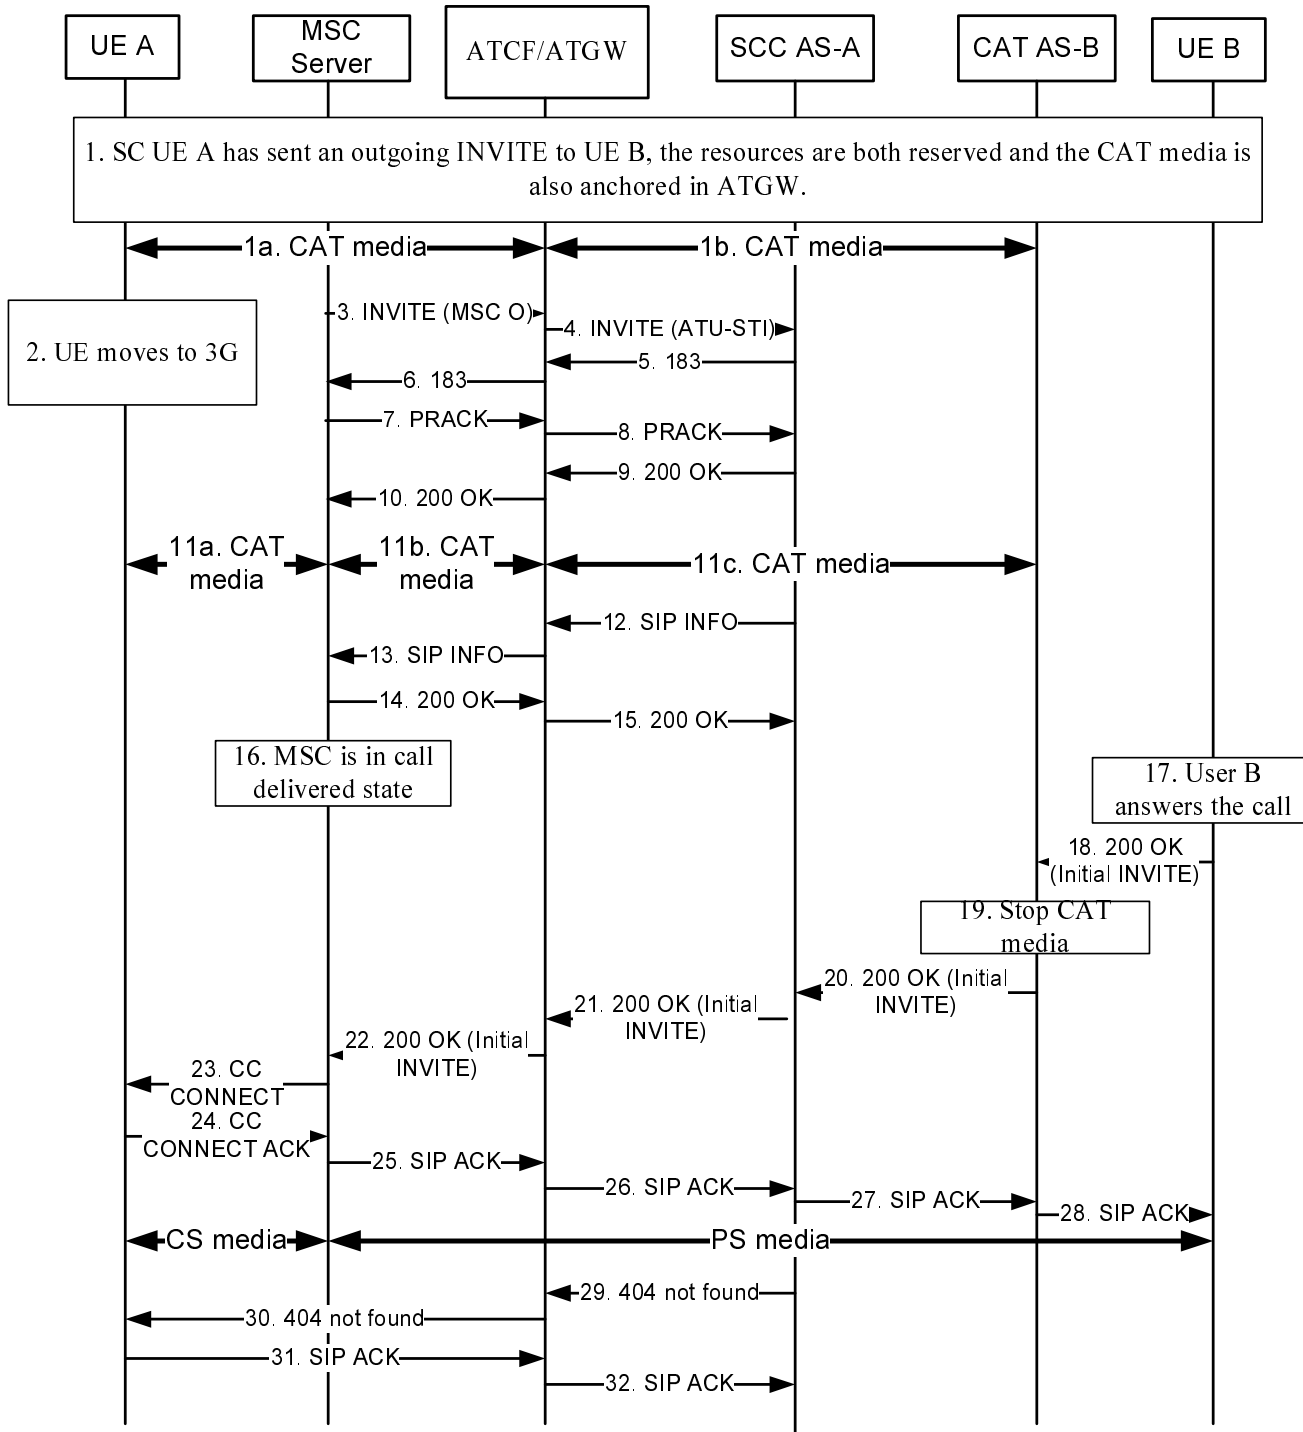 UE A
MSC
Server
ATCF/ATGW
SCC AS-A
CAT AS-B
UE B
1. SC UE A has sent an outgoing INVITE to UE B, the resources are both reserved and the CAT media is
also anchored in ATGW.
1a. CAT media
1b. CAT media
2. UE moves to 3G
3. INVITE (MSC O)
4. INVITE (ATU-STI)
5. 183
6. 183
7. PRACK
8. PRACK
9. 200 OK
10. 200 OK
11a. CAT
media
11b. CAT
media
11c. CAT media
12. SIP INFO
13. SIP INFO
14. 200 OK
15. 200 OK
16. MSC is in call
delivered state
17. User B
answers the call
18. 200 OK
(Initial INVITE)
19. Stop CAT
media
20. 200 OK (Initial
INVITE)
21. 200 OK (Initial
INVITE)
22. 200 OK (Initial
INVITE)
23. CC
CONNECT
24. CC
CONNECT ACK
25. SIP ACK
26. SIP ACK
27. SIP ACK
28. SIP ACK
CS media
PS media
29. 404 not found
30. 404 not found
31. SIP ACK
32. SIP ACK